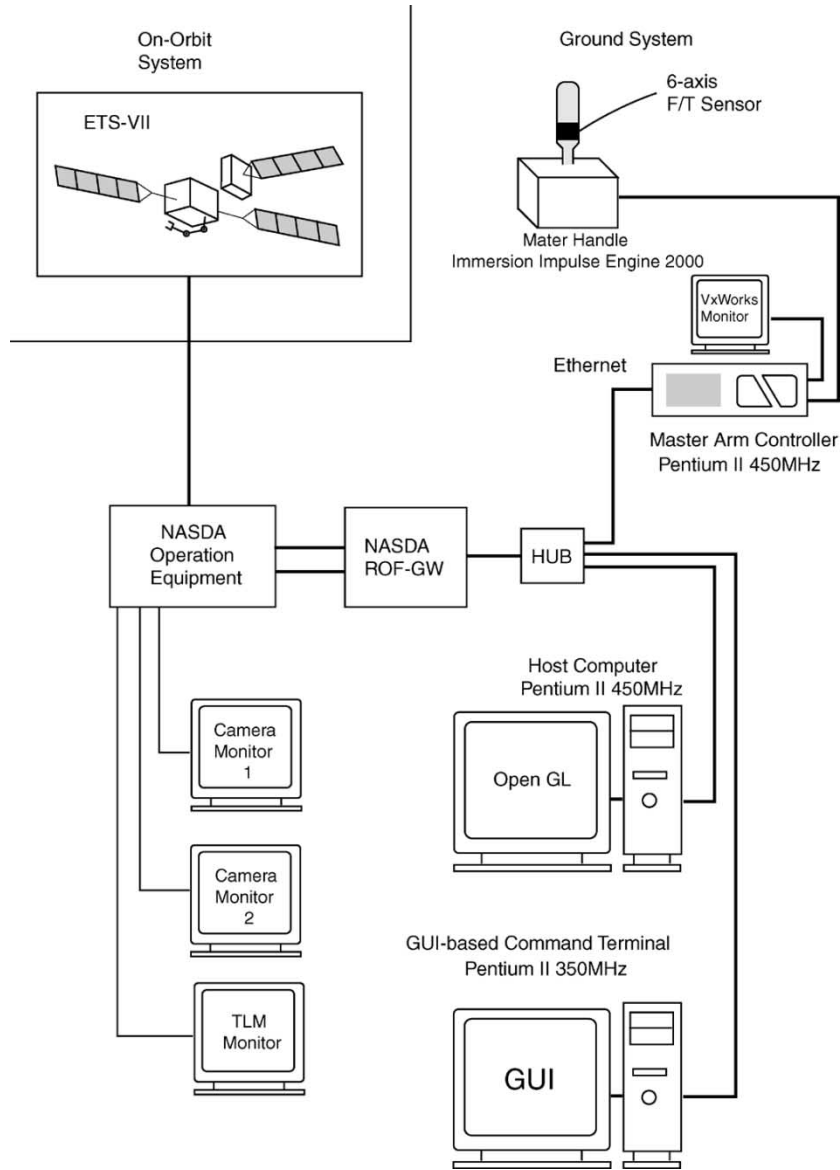 On-Orbit
System
ETS-VII
Ground System
6-axis
F/T Sensor
Mater Handle
Immersion Impulse Engine 2000
VxWorks
Monitor
Ethernet
Master Arm Controller
Pentium II 450MHz
NASDA
Operation
Equipment
NASDA
ROF-GW
HUB
Camera
Monitor
1
Camera
Monitor
2
TLM
Monitor
Host Computer
Pentium II 450MHz
Open GL
GUI-based Command Terminal
Pentium II 350MHz
GUI